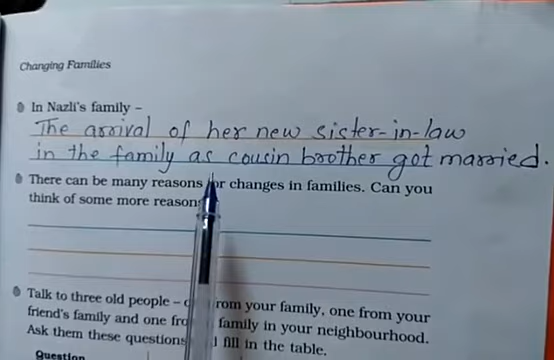 Changing Families
In Nazli's family –
The arrival of her new sister-in-law
in the family as cousin brother got married.
There can be many reasons for changes in families. Can you
think of some more reason
Talk to three old people – rom your family, one from your
friend's family and one family in your neighbourhood.
Ask them these questions fill in the table.
Question